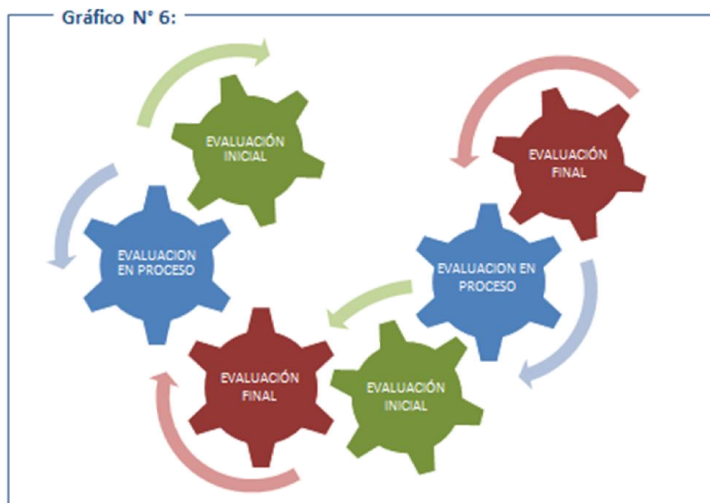 Gráfico N° 6:
EVALUACIÓN
INICIAL
EVALUACION
EN PROCESO
EVALUACIÓN
FINAL
EVALUACIÓN
INICIAL
EVALUACION EN
PROCESO
EVALUACIÓN
FINAL